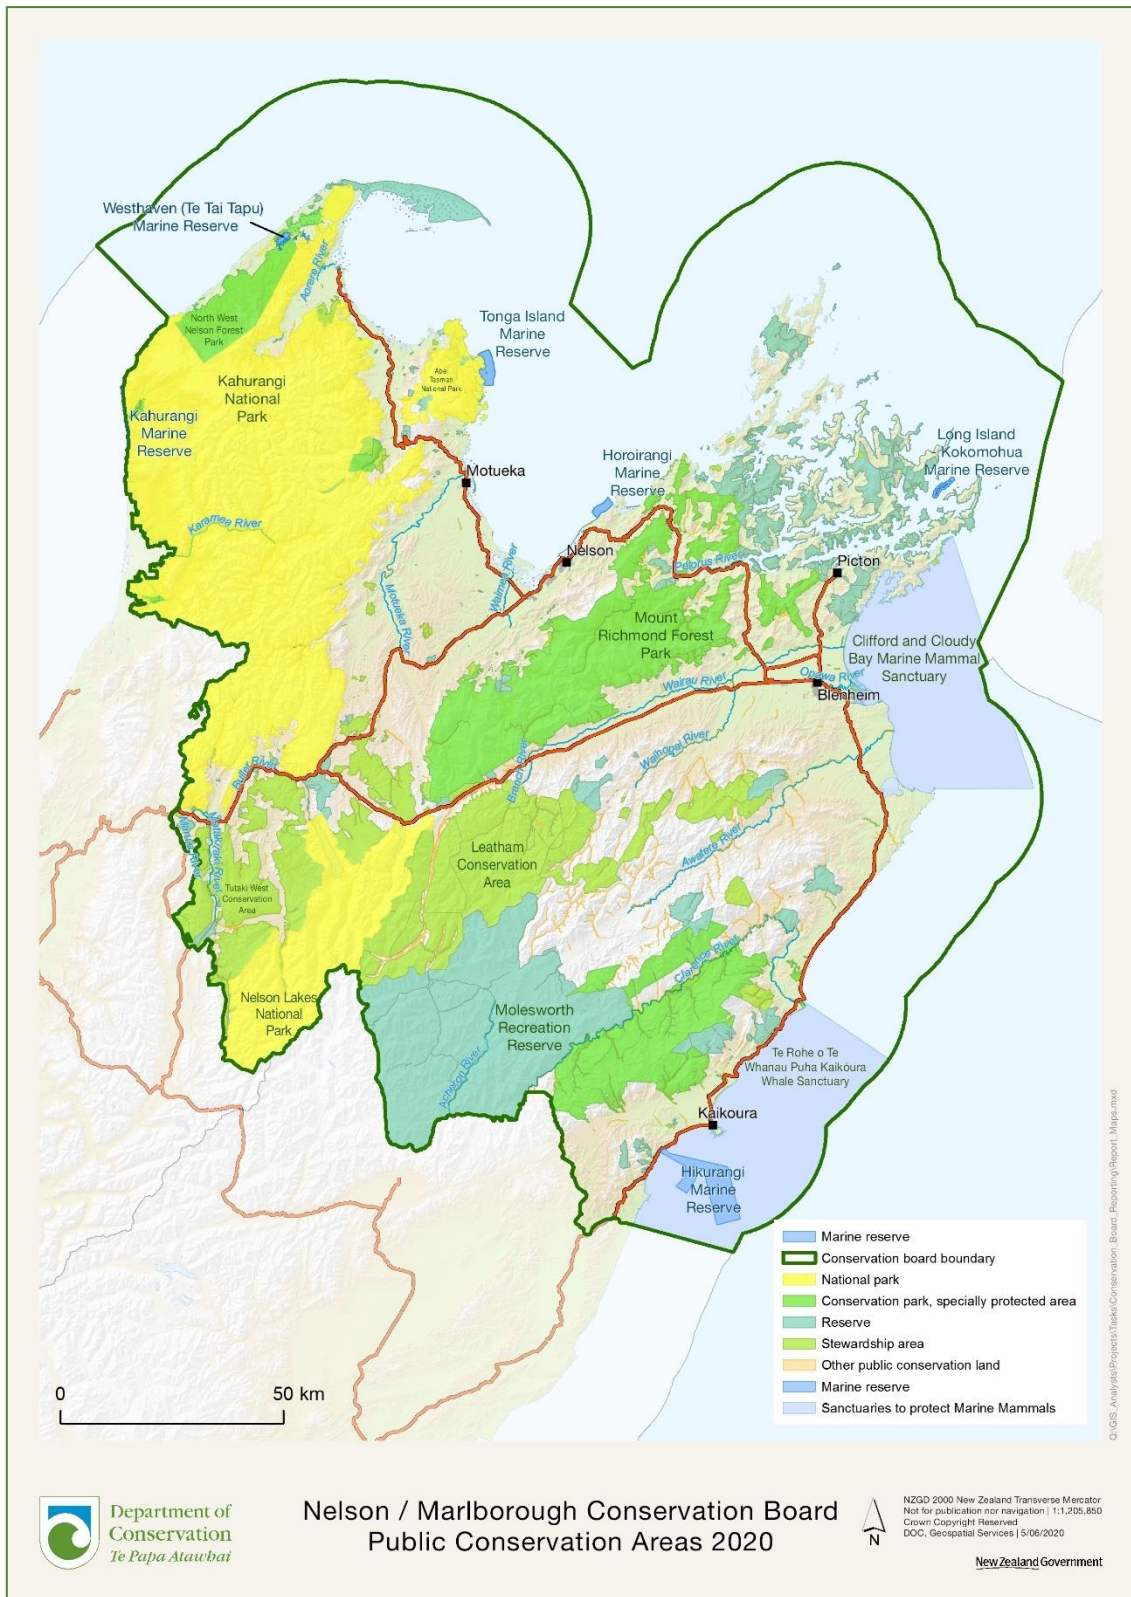 Westhaven (Te Tai Tapu)
Marine Reserve
Aorere River
North West
Nelson Forest
Park
Tonga Island
Marine
Reserve
Abel
Tasman
National Park
Kahurangi
National
Park
Kahurangi
Marine
Reserve
Long Island
- Kokomohua
Marine Reserve
Horoirangi
Marine
Reserve
Motueka
Karamea River
Nelson
Pelorus River
Picton
Waimea River
Motueka River
Mount
Richmond Forest
Park
Clifford and Cloudy
Bay Marine Mammal
Sanctuary
Opawa River
Wairau River
Blenheim
Waihopai River
Buller River
Branch River
Awatere River
Matakitaki River
Leatham
Conservation
Area
Tutaki West
Conservation
Area
Clarence River
Nelson Lakes
National
Park
Molesworth
Recreation
Reserve
Acheron River
Te Rohe o Te
Whanau Puha Kaikōura
Whale Sanctuary
Kaikoura
Hikurangi
Marine
Reserve
Marine reserve
Conservation board boundary
National park
Conservation park, specially protected area
Reserve
Stewardship area
Other public conservation land
Marine reserve
Sanctuaries to protect Marine Mammals
0 50 km
Q:\GIS_Analysts\Projects\Tasks\Conservation_Board_Reporting\Report_Maps.mxd
Department of
Conservation
Te Papa Atawhai
Nelson / Marlborough Conservation Board
Public Conservation Areas 2020
N
NZGD 2000 New Zealand Transverse Mercator
Not for publication nor navigation | 1:1,205,850
Crown Copyright Reserved
DOC, Geospatial Services | 5/06/2020
New Zealand Government